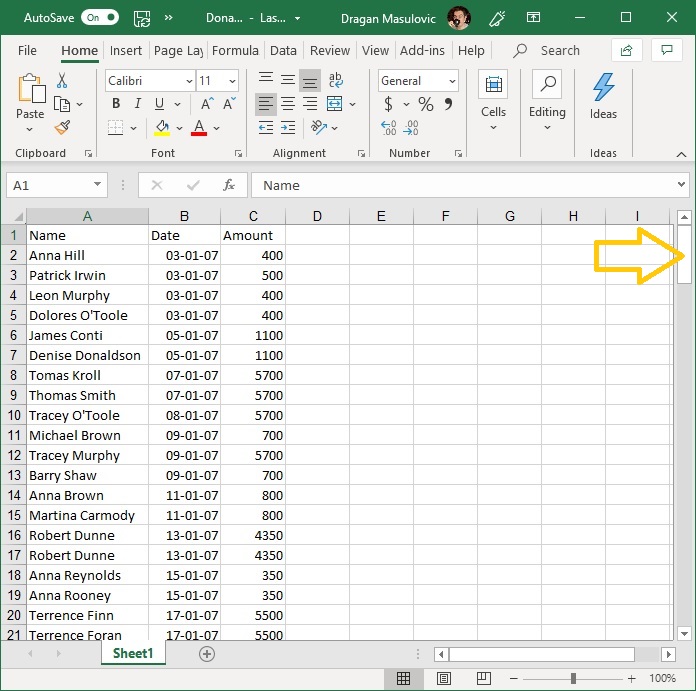 AutoSave On Dona... - Las... Dragan Masulovic
File Home Insert Page Lay Formula Data Review View Add-ins Help Search
Calibri 11 ab General
Paste B I U A A $ % Cells Editing Ideas
A
Clipboard Font Alignment Number Ideas
A1 fx Name
A B C D E F G H I
1 Name Date Amount
2 Anna Hill 03-01-07 400
3 Patrick Irwin 03-01-07 500
4 Leon Murphy 03-01-07 400
5 Dolores O'Toole 03-01-07 400
6 James Conti 05-01-07 1100
7 Denise Donaldson 05-01-07 1100
8 Tomas Kroll 07-01-07 5700
9 Thomas Smith 07-01-07 5700
10 Tracey O'Toole 08-01-07 5700
11 Michael Brown 09-01-07 700
12 Tracey Murphy 09-01-07 5700
13 Barry Shaw 09-01-07 700
14 Anna Brown 11-01-07 800
15 Martina Carmody 11-01-07 800
16 Robert Dunne 13-01-07 4350
17 Robert Dunne 13-01-07 4350
18 Anna Reynolds 15-01-07 350
19 Anna Rooney 15-01-07 350
20 Terrence Finn 17-01-07 5500
21 Terrence Foran 17-01-07 5500
Sheet1
100%